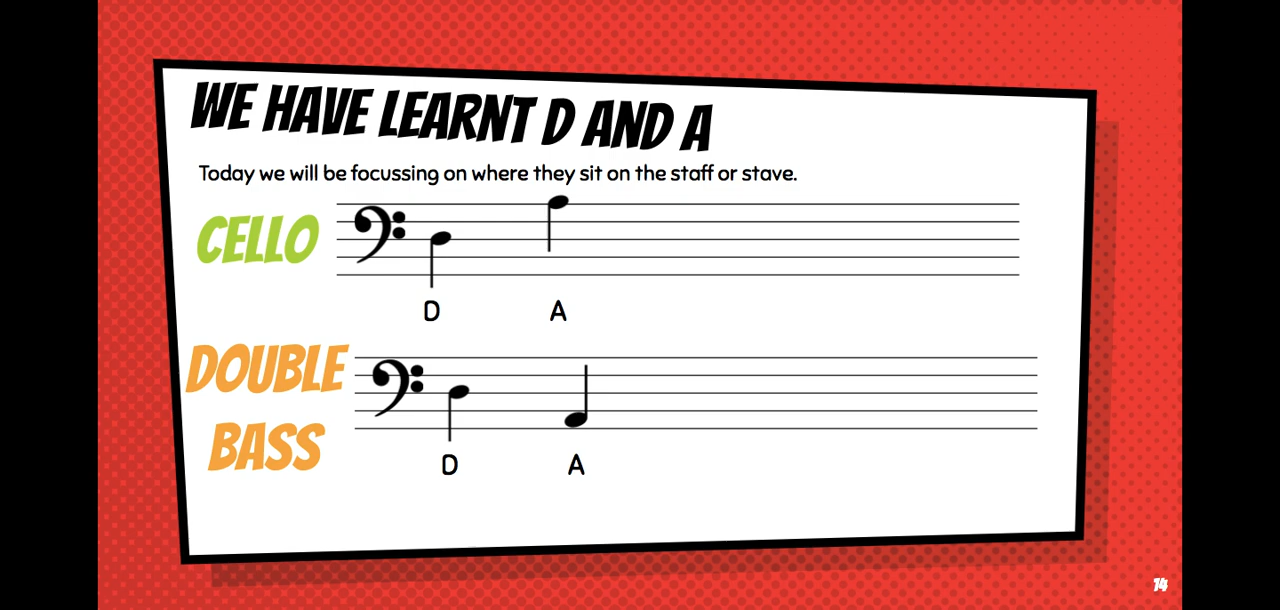 WE HAVE LEARNT D AND A
Today we will be focussing on where they sit on the staff or stave.
CELLO
D A
DOUBLE
BASS
D A
14